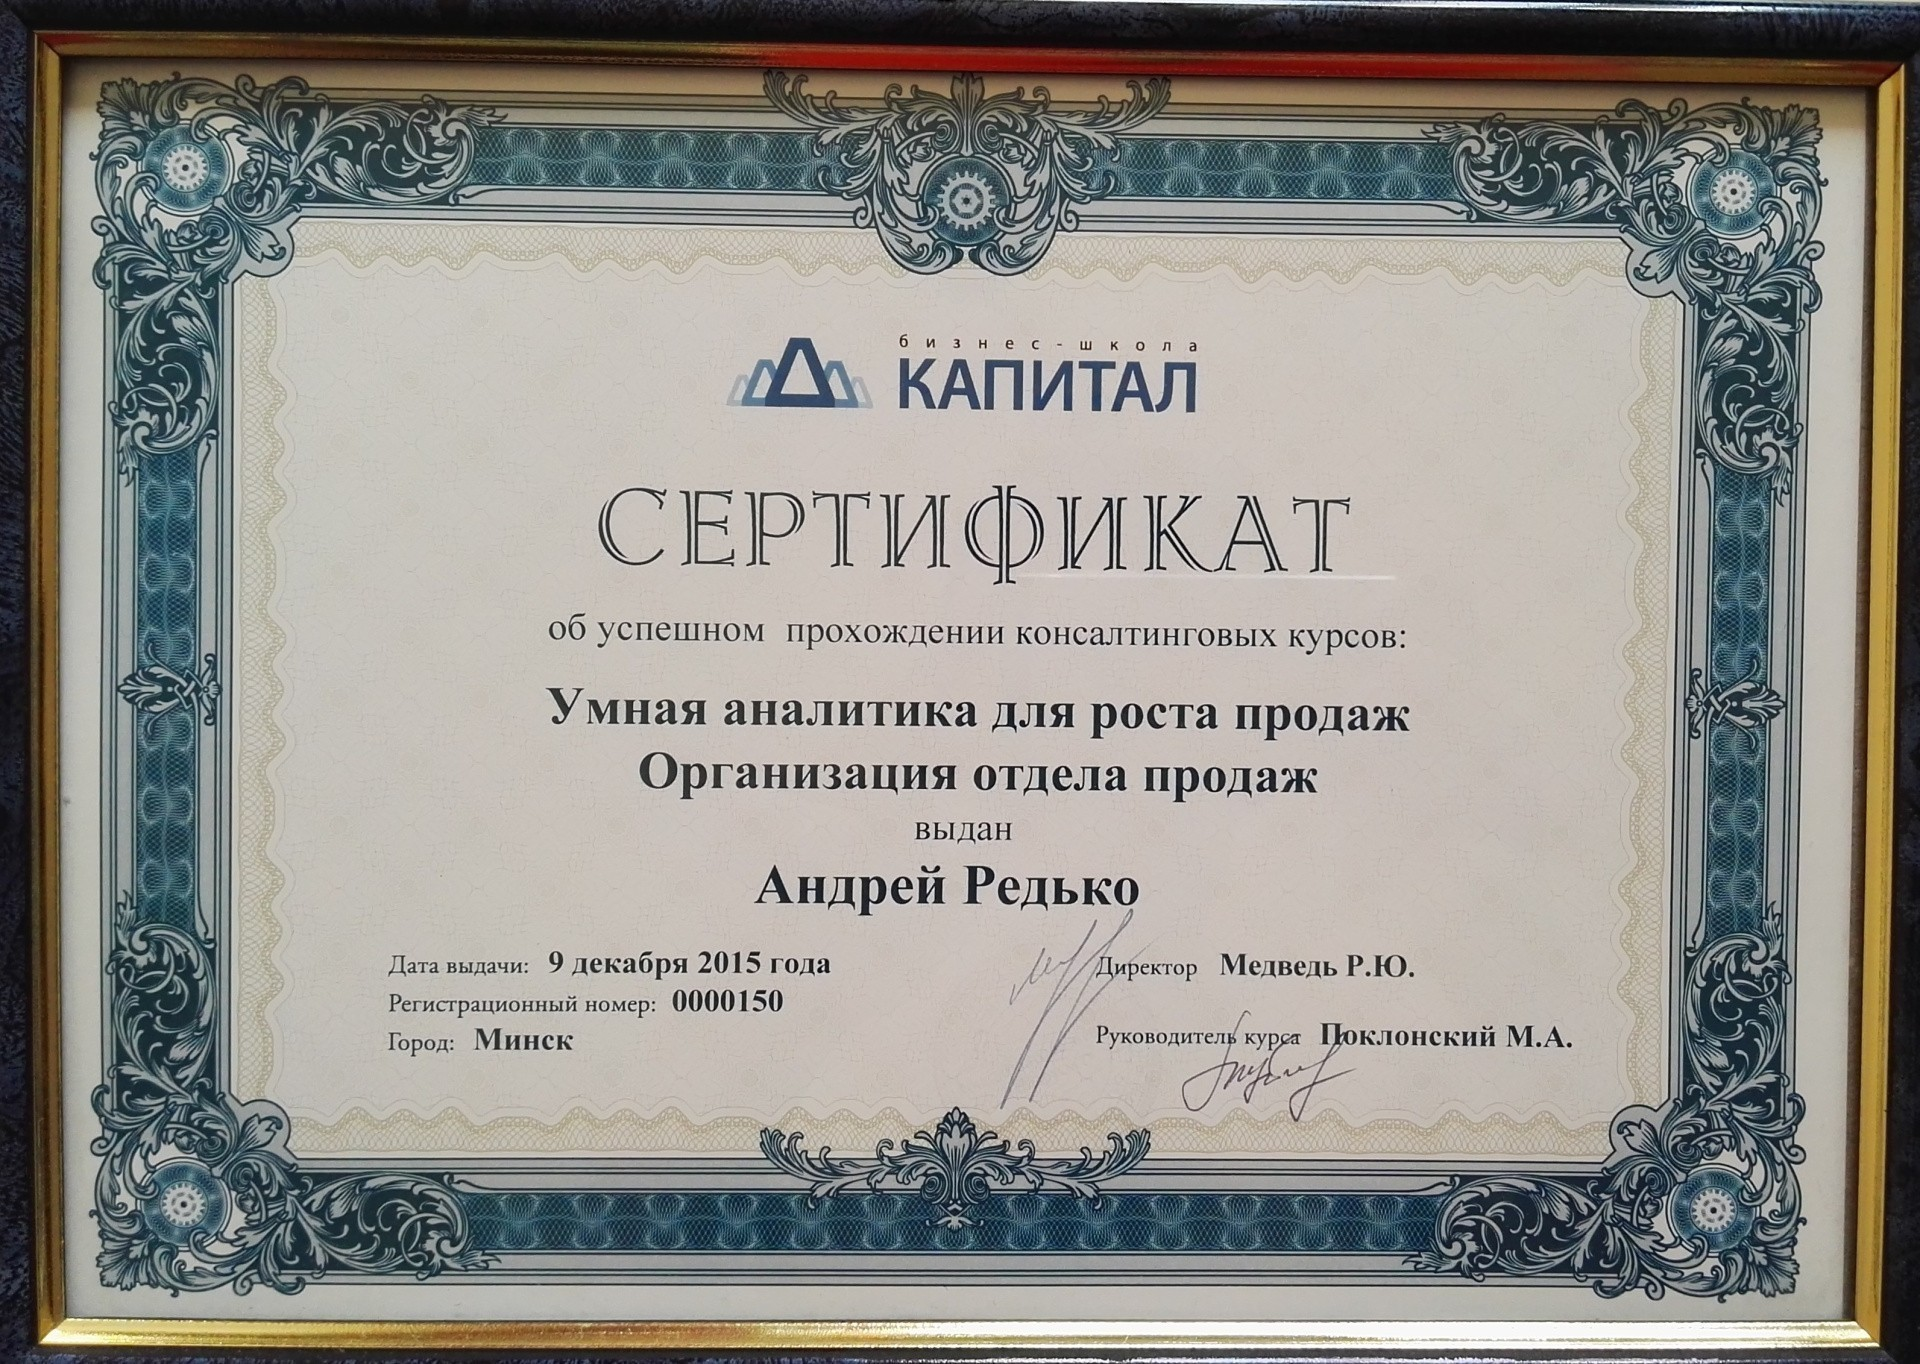 бизнес-школа
КАПИТАЛ
СЕРТИФИКАТ
об успешном прохождении консалтинговых курсов:
Умная аналитика для роста продаж
Организация отдела продаж
выдан
Андрей Редько
Дата выдачи: 9 декабря 2015 года
Регистрационный номер: 0000150
Город: Минск
Директор Медведь Р.Ю.
Руководитель курса Поклонский М.А.